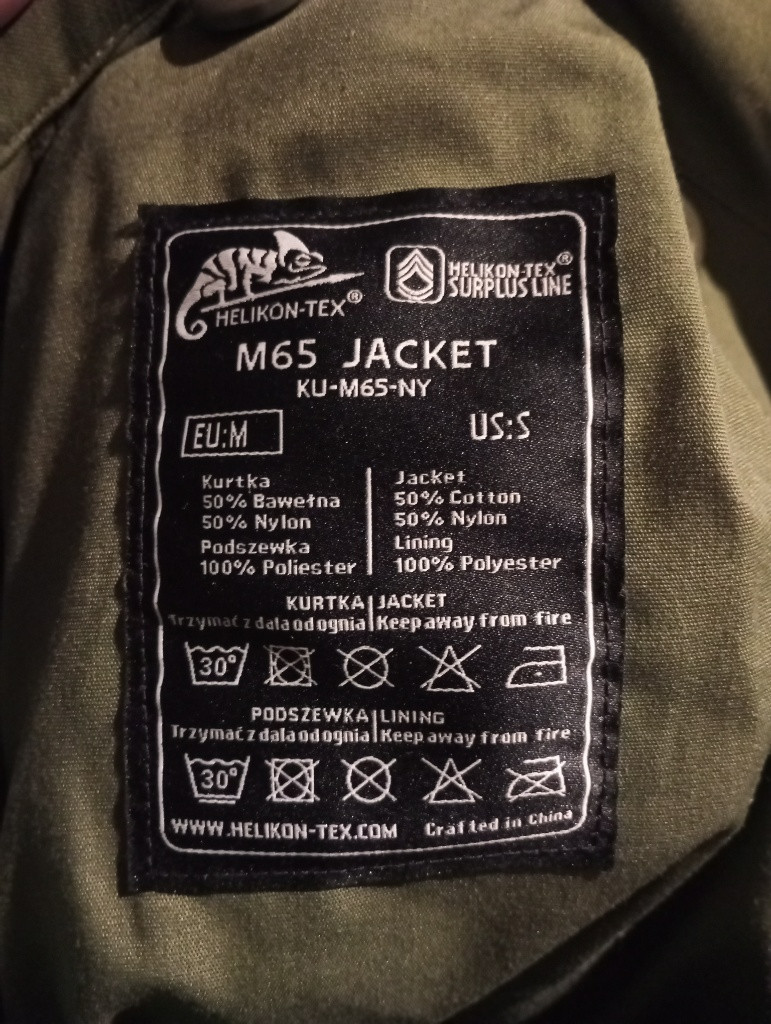 HELIKON-TEX®
HELIKON-TEX®
SURPLUS LINE
M65 JACKET
KU-M65-NY
EU:M
US:S
Kurtka
50% Bawełna
50% Nylon
Podszewka
100% Poliester
Jacket
50% Cotton
50% Nylon
Lining
100% Polyester
KURTKA|JACKET
Trzymać z dala od ognia|Keep away from fire
30°
PODSZEWKA|LINING
Trzymać z dala od ognia|Keep away from fire
30°
WWW.HELIKON-TEX.COM Crafted in China